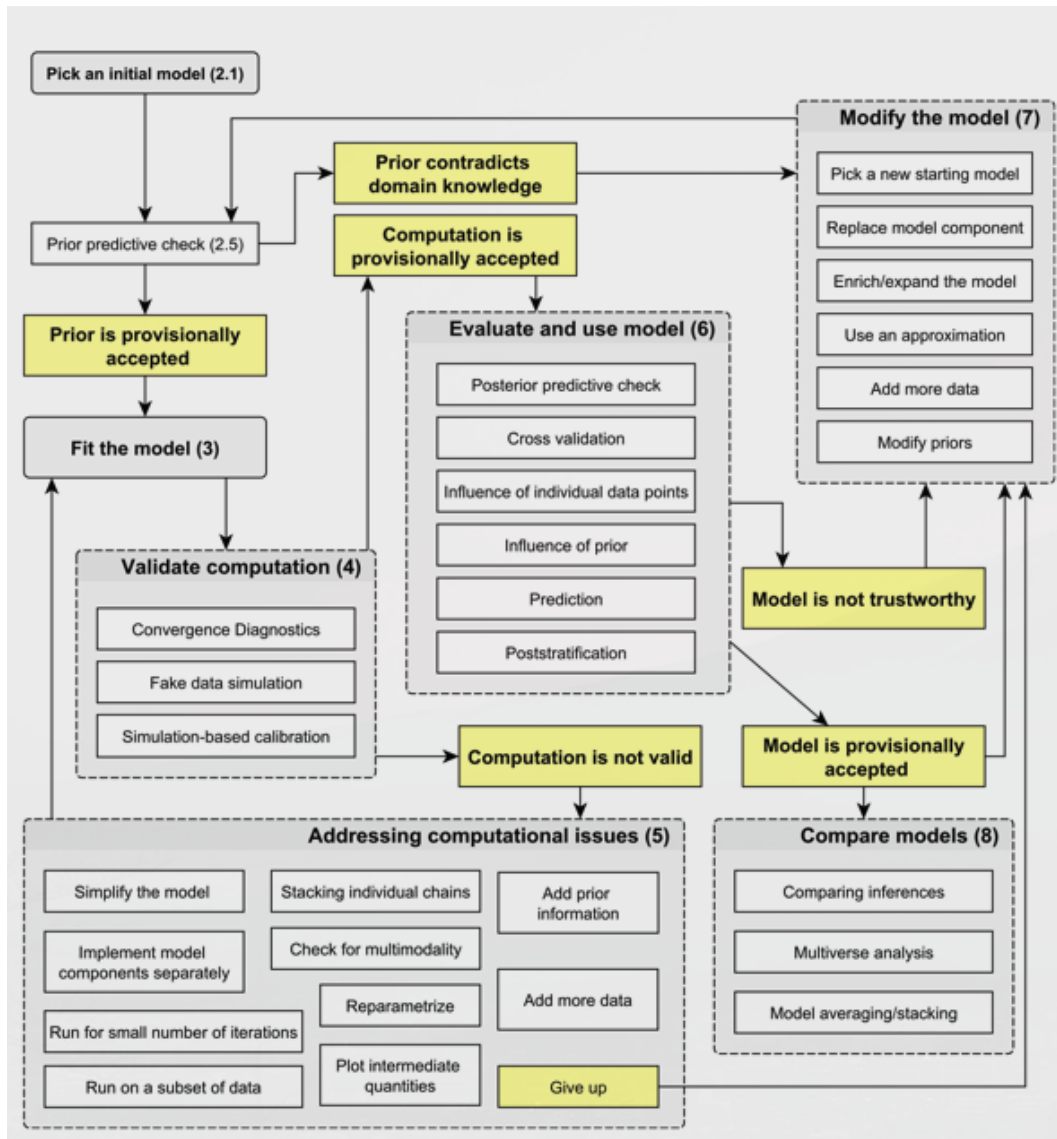 Pick an initial model (2.1)
Prior predictive check (2.5)
Prior is provisionally
accepted
Fit the model (3)
Prior contradicts
domain knowledge
Computation is
provisionally accepted
Modify the model (7)
Pick a new starting model
Replace model component
Enrich/expand the model
Use an approximation
Add more data
Modify priors
Evaluate and use model (6)
Posterior predictive check
Cross validation
Influence of individual data points
Influence of prior
Prediction
Poststratification
Validate computation (4)
Convergence Diagnostics
Fake data simulation
Simulation-based calibration
Model is not trustworthy
Computation is not valid
Model is provisionally
accepted
Addressing computational issues (5)
Simplify the model
Implement model
components separately
Run for small number of iterations
Run on a subset of data
Stacking individual chains
Check for multimodality
Reparametrize
Plot intermediate
quantities
Add prior
information
Add more data
Give up
Compare models (8)
Comparing inferences
Multiverse analysis
Model averaging/stacking